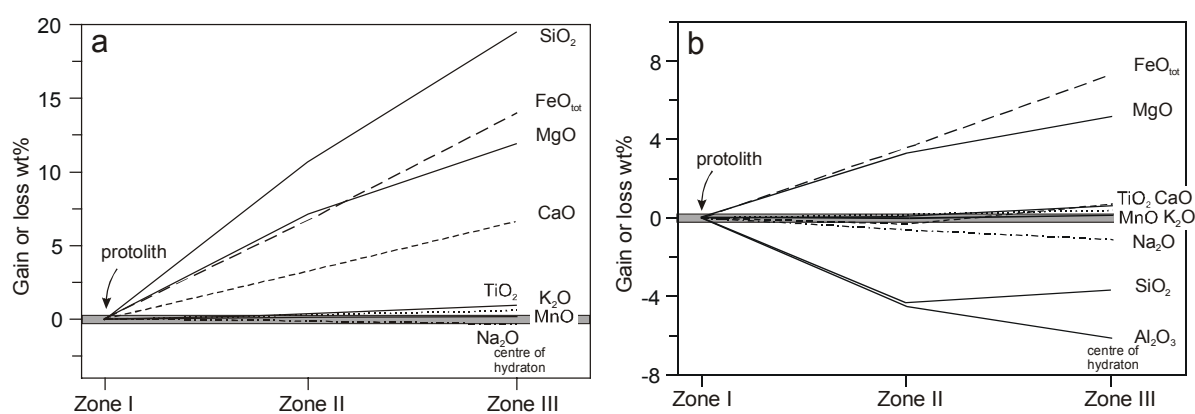 a
Gain or loss wt%
20
15
10
5
0
protolith
SiO₂
FeOtot
MgO
CaO
TiO₂
K₂O
MnO
Na₂O
centre of
hydraton
Zone I
Zone II
Zone III
b
Gain or loss wt%
8
4
0
-4
-8
protolith
FeOtot
MgO
TiO₂ CaO
MnO K₂O
Na₂O
SiO₂
Al₂O₃
centre of
hydraton
Zone I
Zone II
Zone III